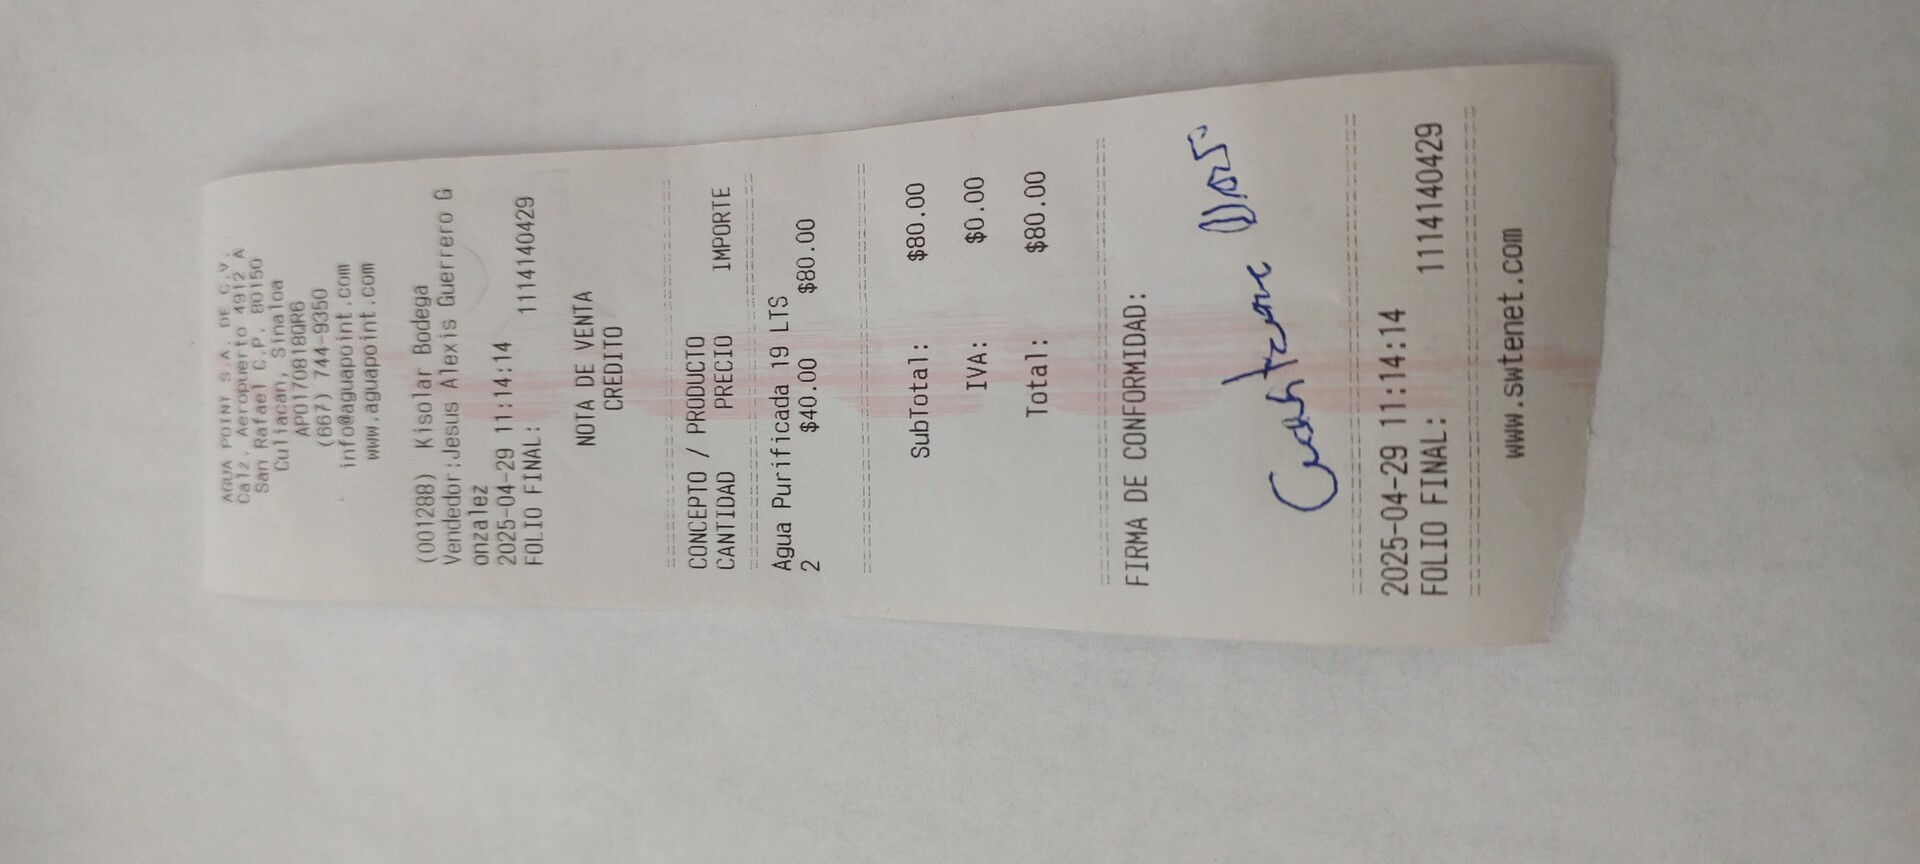 AGUA POINT S.A. DE C.V.
Calz. Aeropuerto 4912 A
San Rafael C.P. 80150
Culiacan, Sinaloa
APO170818QR6
(667) 744-9350
info@aguapoint.com
www.aguapoint.com
(001288) Kisolar Bodega
Vendedor:Jesus Alexis Guerrero G
onzalez
2025-04-29 11:14:14
FOLIO FINAL: 1114140429
NOTA DE VENTA
CREDITO
CONCEPTO / PRODUCTO
CANTIDAD PRECIO IMPORTE
Agua Purificada 19 LTS
2 $40.00 $80.00
SubTotal: $80.00
IVA: $0.00
Total: $80.00
FIRMA DE CONFORMIDAD:
2025-04-29 11:14:14
FOLIO FINAL: 1114140429
www.swtenet.com